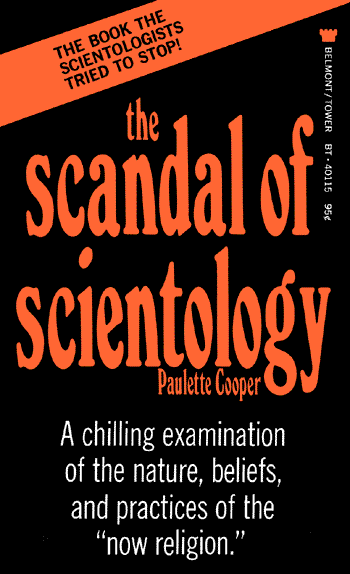 THE BOOK THE
SCIENTOLOGISTS
TRIED TO STOP!
BELMONT/TOWER BT • 40115 95¢
the
scandal of
scientology
Paulette Cooper
A chilling examination
of the nature, beliefs,
and practices of the
“now religion.”